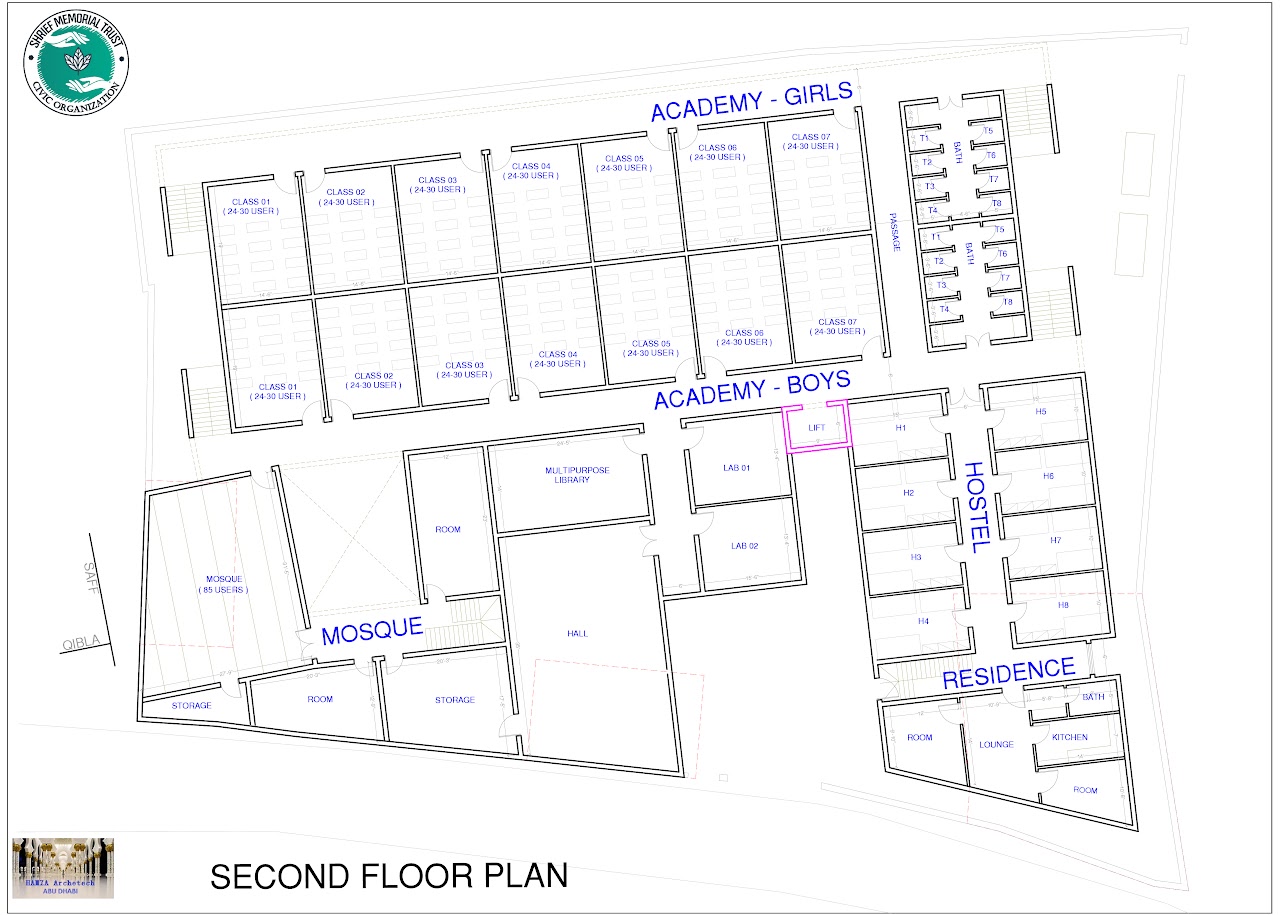 SHRIEF MEMORIAL TRUST
CIVIC ORGANIZATION
ACADEMY - GIRLS
CLASS 01
( 24-30 USER )
CLASS 02
( 24-30 USER )
CLASS 03
( 24-30 USER )
CLASS 04
( 24-30 USER )
CLASS 05
( 24-30 USER )
CLASS 06
( 24-30 USER )
CLASS 07
( 24-30 USER )
PASSAGE
BATH
T1
T2
T3
T4
T5
T6
T7
T8
BATH
T1
T2
T3
T4
T5
T6
T7
T8
CLASS 01
( 24-30 USER )
CLASS 02
( 24-30 USER )
CLASS 03
( 24-30 USER )
CLASS 04
( 24-30 USER )
CLASS 05
( 24-30 USER )
CLASS 06
( 24-30 USER )
CLASS 07
( 24-30 USER )
ACADEMY - BOYS
LIFT
H1
H2
H3
H4
HOSTEL
H5
H6
H7
H8
MULTIPURPOSE
LIBRARY
LAB 01
LAB 02
ROOM
MOSQUE
( 85 USERS )
SAFF
QIBLA
MOSQUE
HALL
STORAGE
ROOM
STORAGE
RESIDENCE
BATH
ROOM
LOUNGE
KITCHEN
ROOM
HAMZA Archetech
ABU DHABI
SECOND FLOOR PLAN